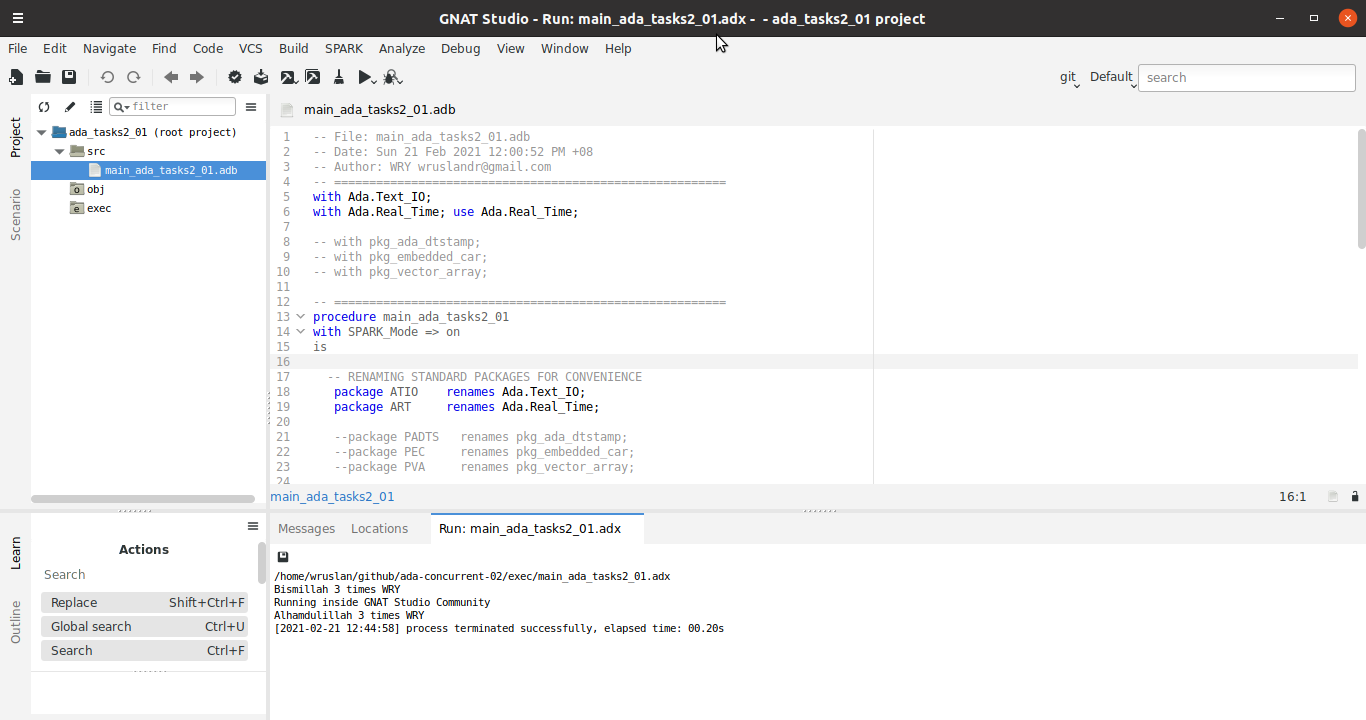 GNAT Studio - Run: main_ada_tasks2_01.adx -  - ada_tasks2_01 project
File Edit Navigate Find Code VCS Build SPARK Analyze Debug View Window Help
git Default search
Project
Scenario
filter
ada_tasks2_01 (root project)
src
main_ada_tasks2_01.adb
obj
exec
main_ada_tasks2_01.adb
1 -- File: main_ada_tasks2_01.adb
2 -- Date: Sun 21 Feb 2021 12:00:52 PM +08
3 -- Author: WRY wruslandr@gmail.com
4 -- ========================================================
5 with Ada.Text_IO;
6 with Ada.Real_Time; use Ada.Real_Time;
7
8 -- with pkg_ada_dtstamp;
9 -- with pkg_embedded_car;
10 -- with pkg_vector_array;
11
12 -- ========================================================
13 procedure main_ada_tasks2_01
14 with SPARK_Mode => on
15 is
16
17   -- RENAMING STANDARD PACKAGES FOR CONVENIENCE
18    package ATIO    renames Ada.Text_IO;
19    package ART     renames Ada.Real_Time;
20
21    --package PADTS   renames pkg_ada_dtstamp;
22    --package PEC     renames pkg_embedded_car;
23    --package PVA     renames pkg_vector_array;
24
main_ada_tasks2_01 16:1
Learn
Outline
Actions
Search
Replace Shift+Ctrl+F
Global search Ctrl+U
Search Ctrl+F
Messages Locations Run: main_ada_tasks2_01.adx
/home/wruslan/github/ada-concurrent-02/exec/main_ada_tasks2_01.adx
Bismillah 3 times WRY
Running inside GNAT Studio Community
Alhamdulillah 3 times WRY
[2021-02-21 12:44:58] process terminated successfully, elapsed time: 00.20s